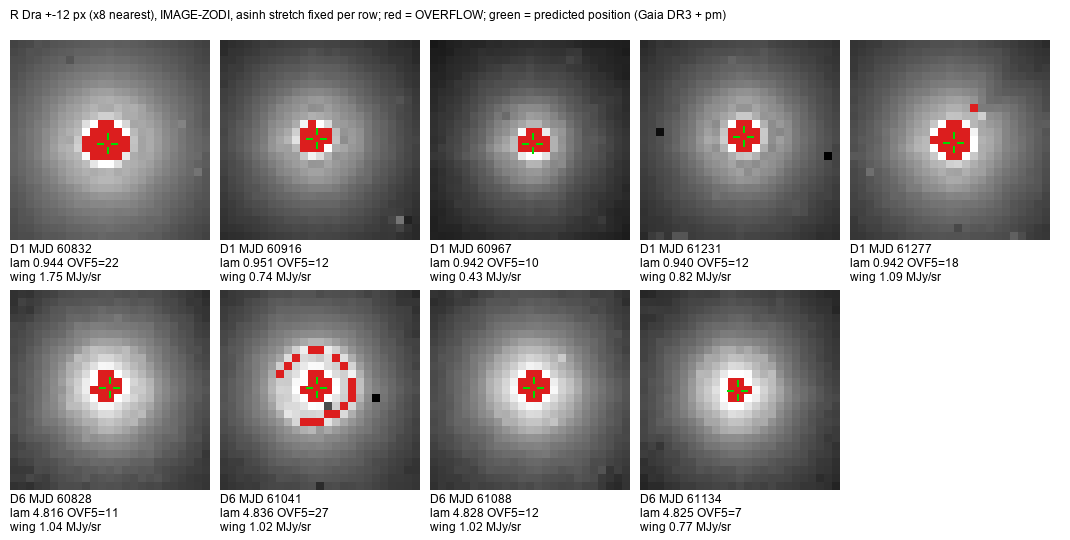 R Dra +-12 px (x8 nearest), IMAGE-ZODI, asinh stretch fixed per row; red = OVERFLOW; green = predicted position (Gaia DR3 + pm)
D1 MJD 60832
lam 0.944 OVF5=22
wing 1.75 MJy/sr
D1 MJD 60916
lam 0.951 OVF5=12
wing 0.74 MJy/sr
D1 MJD 60967
lam 0.942 OVF5=10
wing 0.43 MJy/sr
D1 MJD 61231
lam 0.940 OVF5=12
wing 0.82 MJy/sr
D1 MJD 61277
lam 0.942 OVF5=18
wing 1.09 MJy/sr
D6 MJD 60828
lam 4.816 OVF5=11
wing 1.04 MJy/sr
D6 MJD 61041
lam 4.836 OVF5=27
wing 1.02 MJy/sr
D6 MJD 61088
lam 4.828 OVF5=12
wing 1.02 MJy/sr
D6 MJD 61134
lam 4.825 OVF5=7
wing 0.77 MJy/sr